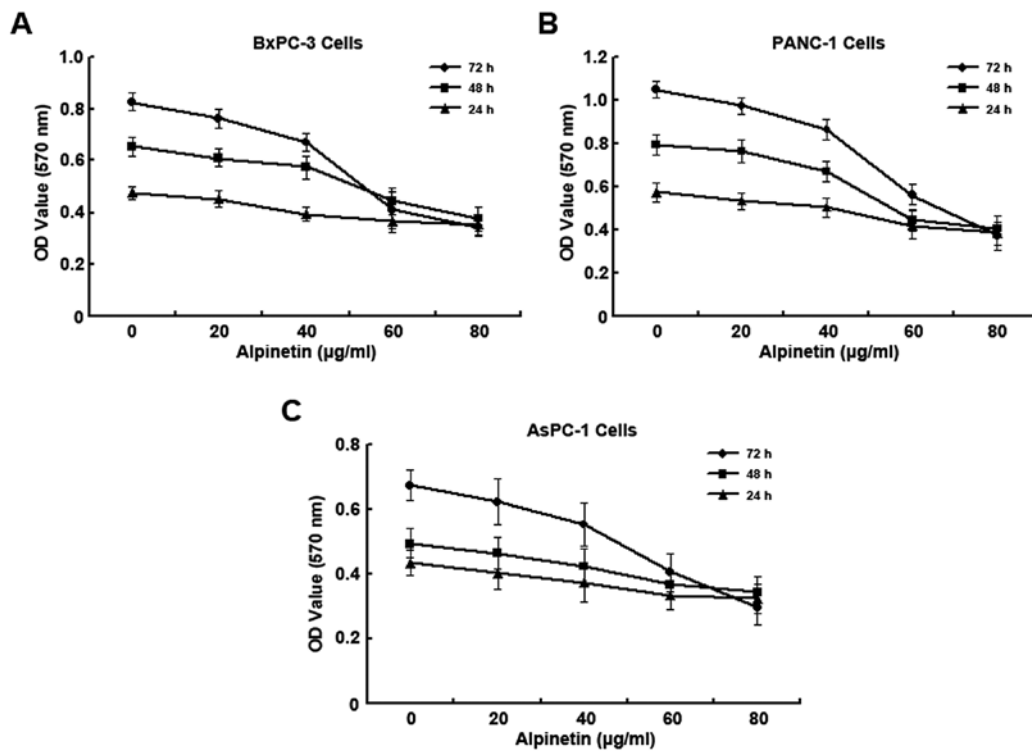 A
BxPC-3 Cells
72 h
48 h
24 h
1.0
0.8
0.6
0.4
0.2
0
OD Value (570 nm)
0 20 40 60 80
Alpinetin (µg/ml)
B
PANC-1 Cells
72 h
48 h
24 h
1.2
1.0
0.8
0.6
0.4
0.2
0
OD Value (570 nm)
0 20 40 60 80
Alpinetin (µg/ml)
C
AsPC-1 Cells
72 h
48 h
24 h
0.8
0.6
0.4
0.2
0
OD Value (570 nm)
0 20 40 60 80
Alpinetin (µg/ml)